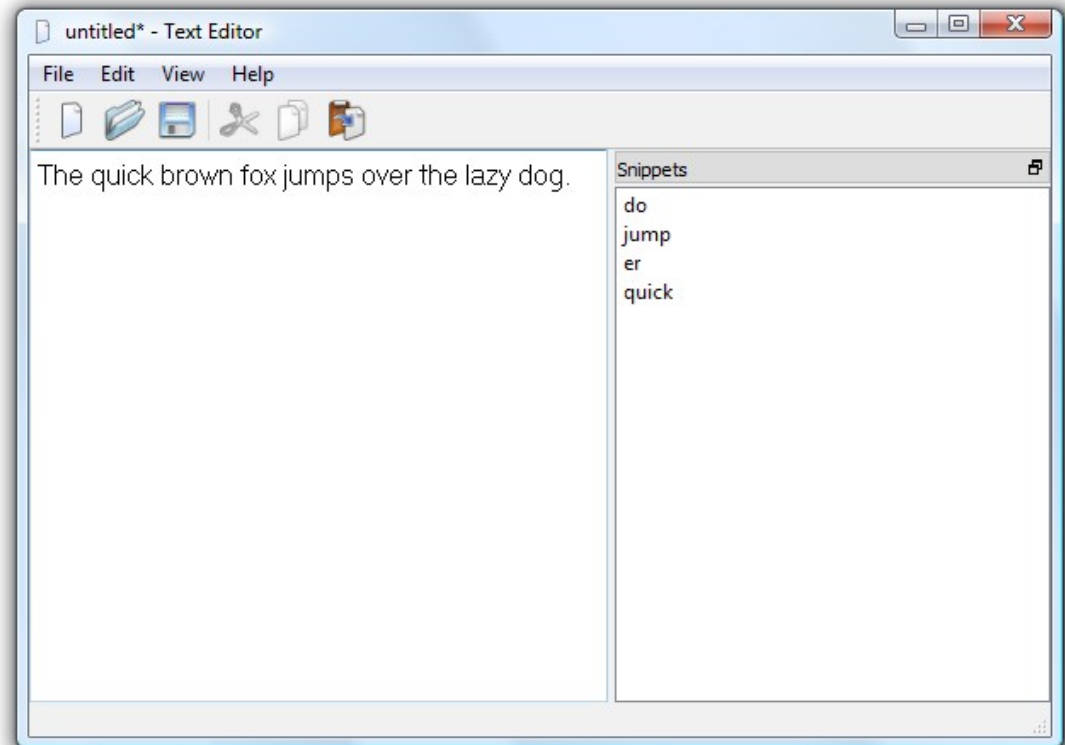 untitled* - Text Editor
File Edit View Help
The quick brown fox jumps over the lazy dog.
Snippets
do
jump
er
quick